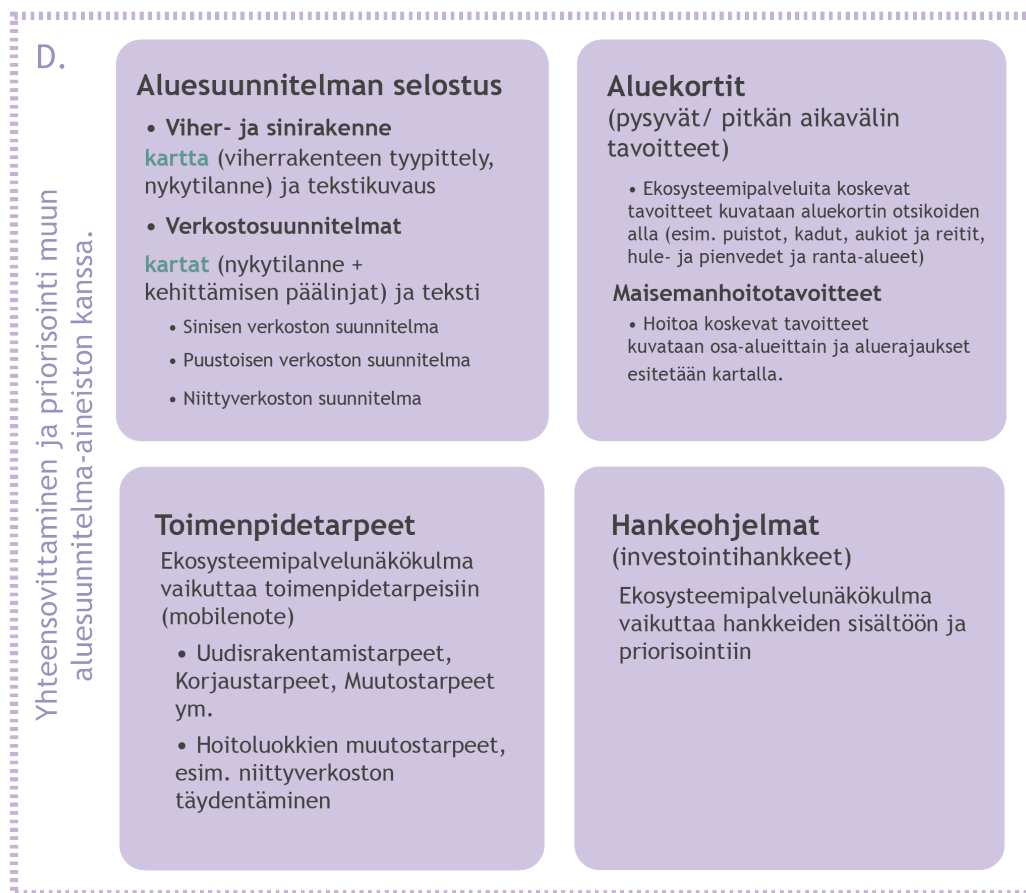 D.
Yhteensovittaminen ja priorisointi muun
aluesuunnitelma-aineiston kanssa.
Aluesuunnitelman selostus
• Viher- ja sinirakenne
kartta (viherrakenteen tyypittely,
nykytilanne) ja tekstikuvaus
• Verkostosuunnitelmat
kartat (nykytilanne +
kehittämisen päälinjat) ja teksti
• Sinisen verkoston suunnitelma
• Puustoisen verkoston suunnitelma
• Niittyverkoston suunnitelma
Aluekortit
(pysyvät/ pitkän aikavälin
tavoitteet)
• Ekosysteemipalveluita koskevat
tavoitteet kuvataan aluekortin otsikoiden
alla (esim. puistot, kadut, aukiot ja reitit,
hule- ja pienvedet ja ranta-alueet)
Maisemanhoitotavoitteet
• Hoitoa koskevat tavoitteet
kuvataan osa-alueittain ja aluerajaukset
esitetään kartalla.
Toimenpidetarpeet
Ekosysteemipalvelunäkökulma
vaikuttaa toimenpidetarpeisiin
(mobilenote)
• Uudisrakentamistarpeet,
Korjaustarpeet, Muutostarpeet
ym.
• Hoitoluokkien muutostarpeet,
esim. niittyverkoston
täydentäminen
Hankeohjelmat
(investointihankkeet)
Ekosysteemipalvelunäkökulma
vaikuttaa hankkeiden sisältöön ja
priorisointiin